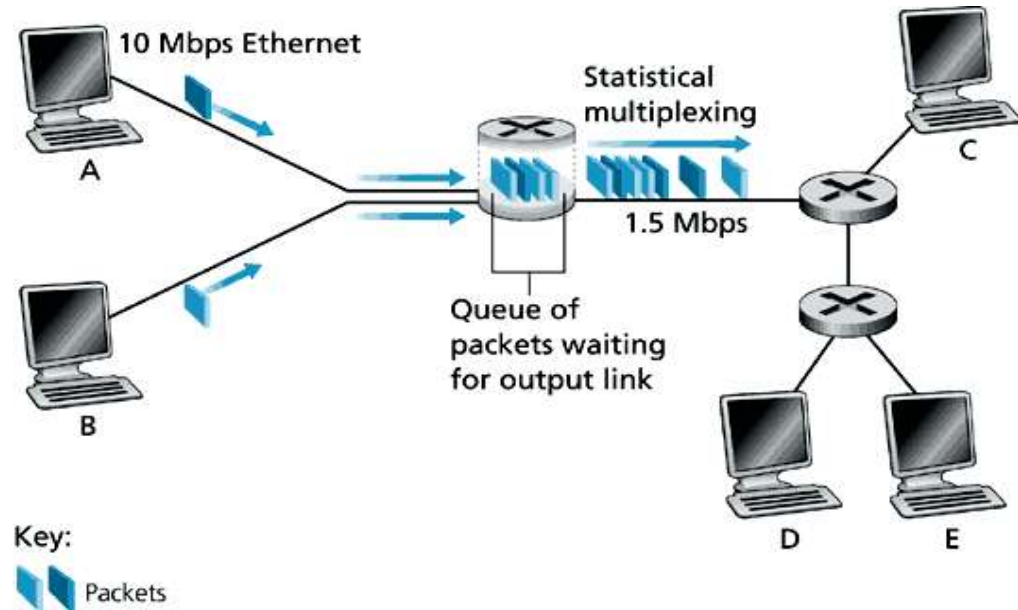 10 Mbps Ethernet
A
Statistical
multiplexing
C
1.5 Mbps
Queue of
packets waiting
for output link
B
D
E
Key:
Packets